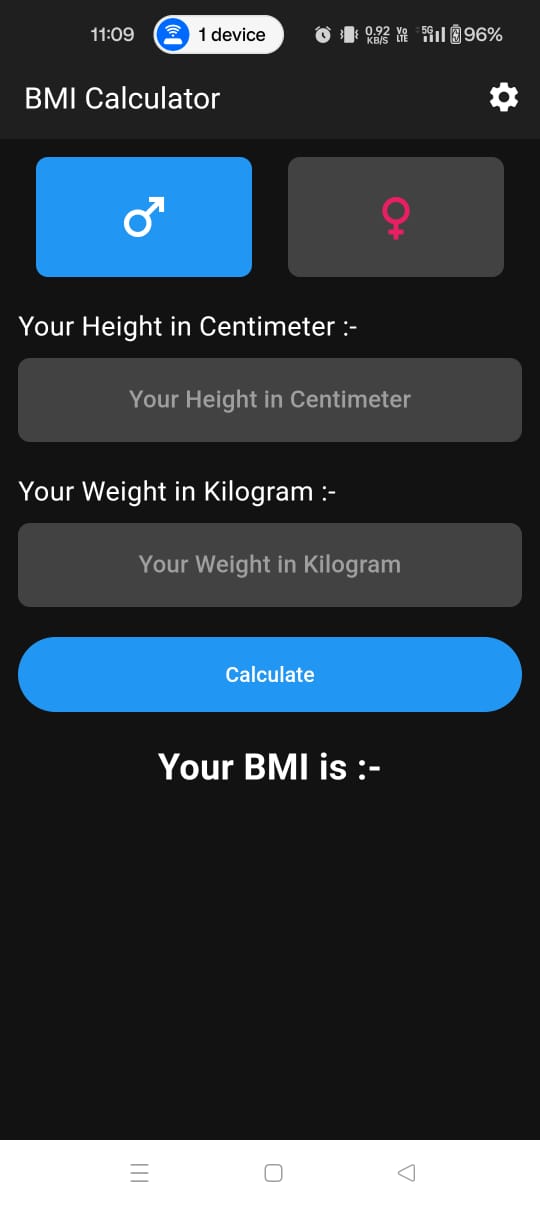 11:09 1 device 0.92 KB/S Vo LTE 5G 96%
BMI Calculator
Your Height in Centimeter :-
Your Height in Centimeter
Your Weight in Kilogram :-
Your Weight in Kilogram
Calculate
Your BMI is :-